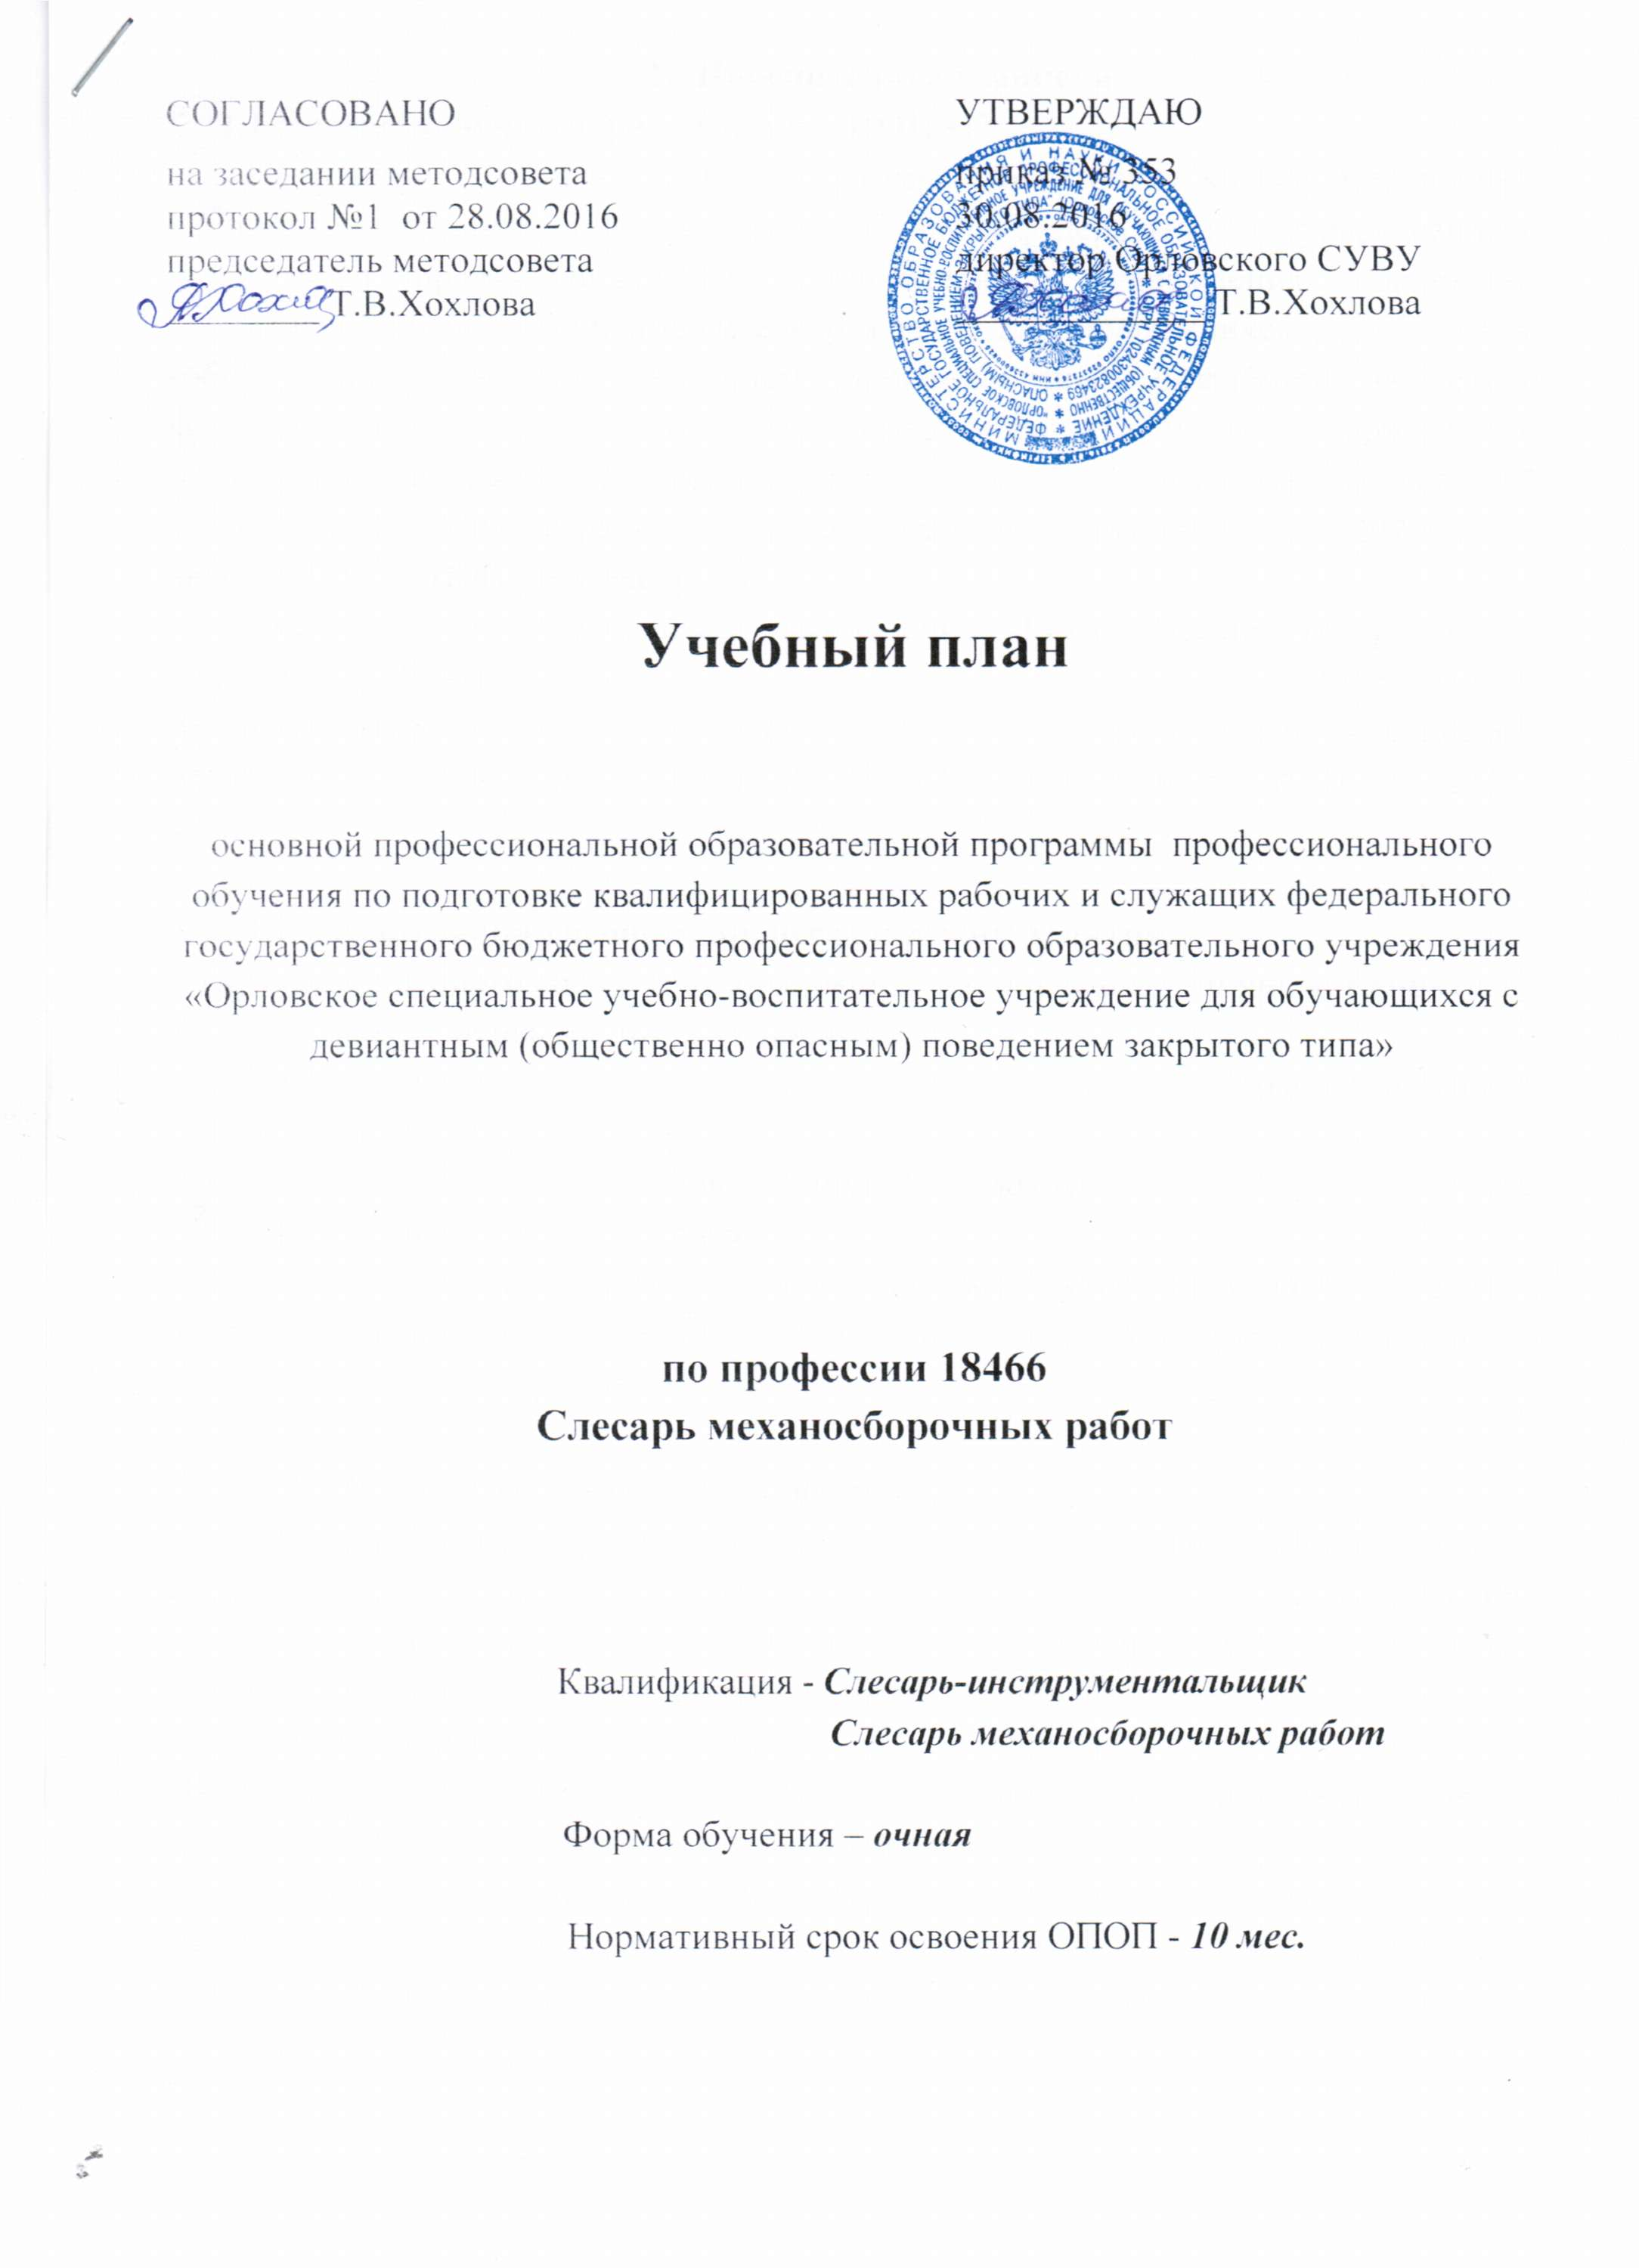 СОГЛАСОВАНО
на заседании методсовета
протокол №1 от 28.08.2016
председатель методсовета
Т.В.Хохлова
УТВЕРЖДАЮ
приказ № 353
30.08.2016
директор Орловского СУВУ
Т.В.Хохлова
Учебный план
основной профессиональной образовательной программы профессионального
обучения по подготовке квалифицированных рабочих и служащих федерального
государственного бюджетного профессионального образовательного учреждения
«Орловское специальное учебно-воспитательное учреждение для обучающихся с
девиантным (общественно опасным) поведением закрытого типа»
по профессии 18466
Слесарь механосборочных работ
Квалификация - Слесарь-инструментальщик
Слесарь механосборочных работ
Форма обучения – очная
Нормативный срок освоения ОПОП - 10 мес.